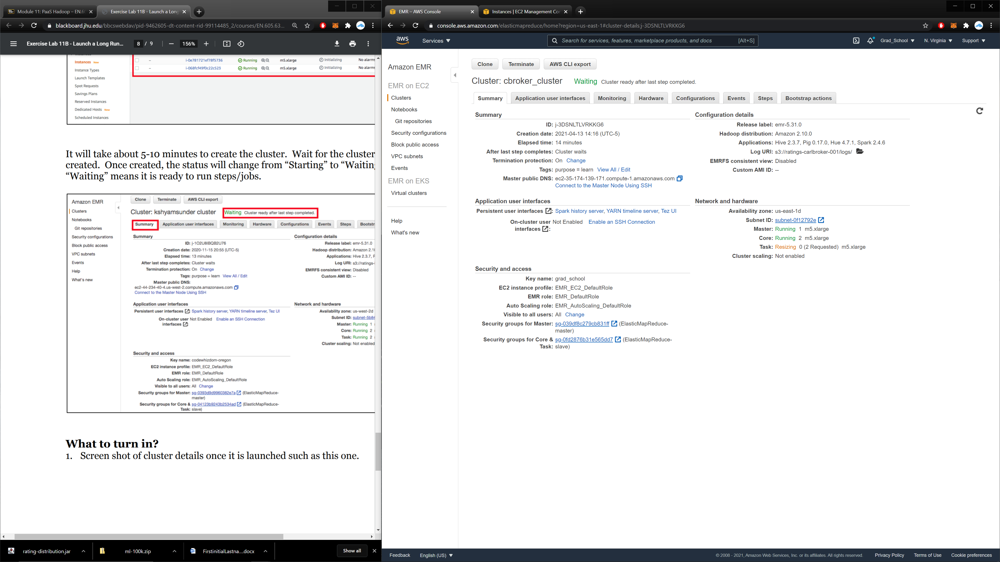 Module 11: PaaS Hadoop – EN.60
Exercise Lab 11B - Launch a Long
blackboard.jhu.edu/bbcswebdav/pid-9462605-dt-content-rid-99114485_2/courses/EN.605.63...
Exercise Lab 11B - Launch a Long Run...
8 / 9
156%
Instances New
Instance Types
Launch Templates
Spot Requests
Savings Plans
Reserved Instances
Dedicated Hosts New
Scheduled Instances
– i-0e781721ef78f5736 Running m5.xlarge Initializing No alarms
– i-068fcf49f0c22c523 Running m5.xlarge Initializing No alarms
It will take about 5-10 minutes to create the cluster. Wait for the cluster
created. Once created, the status will change from “Starting” to “Waiting
“Waiting” means it is ready to run steps/jobs.
Amazon EMR
Clusters
Notebooks
Git repositories
Security configurations
Block public access
VPC subnets
Events
Help
What's new
Clone Terminate AWS CLI export
Cluster: kshyamsunder cluster Waiting Cluster ready after last step completed.
Summary Application user interfaces Monitoring Hardware Configurations Events Steps Bootstr
Summary
ID: j-1O2U8IBQB2U76
Creation date: 2020-11-15 20:55 (UTC-5)
Elapsed time: 13 minutes
After last step completes: Cluster waits
Termination protection: On Change
Tags: purpose = learn View All / Edit
Master public DNS:
ec2-44-234-40-4.us-west-2.compute.amazonaws.com
Connect to the Master Node Using SSH
Configuration details
Release label: emr-5.31.0
Hadoop distribution: Amazon 2.10
Applications: Hive 2.3.7, P
Log URI: s3://ratings-
EMRFS consistent view: Disabled
Custom AMI ID: --
Application user interfaces
Persistent user interfaces : Spark history server, YARN timeline server, Tez UI
On-cluster user Not Enabled Enable an SSH Connection
interfaces :
Network and hardware
Availability zone: us-west-2d
Subnet ID: subnet-5b84
Master: Running 1
Core: Running 2
Task: Running 2
Cluster scaling: Not enabled
Security and access
Key name: codewhizdom-oregon
EC2 instance profile: EMR_EC2_DefaultRole
EMR role: EMR_DefaultRole
Auto Scaling role: EMR_AutoScaling_DefaultRole
Visible to all users: All Change
Security groups for Master: sg-0393d9d9960382e7a (ElasticMapReduce-
master)
Security groups for Core & sg-04123b9243b2534ad (ElasticMapReduce-
Task: slave)
What to turn in?
1. Screen shot of cluster details once it is launched such as this one.
rating-distribution.jar
ml-100k.zip
FirstinitialLastna....docx
Show all
EMR – AWS Console
Instances | EC2 Management Con
console.aws.amazon.com/elasticmapreduce/home?region=us-east-1#cluster-details:j-3DSNLTLVRKKG6
aws Services
Search for services, features, marketplace products, and docs [Alt+S]
Grad_School N. Virginia Support
Amazon EMR
EMR on EC2
Clusters
Notebooks
Git repositories
Security configurations
Block public access
VPC subnets
Events
EMR on EKS
Virtual clusters
Help
What's new
Clone Terminate AWS CLI export
Cluster: cbroker_cluster Waiting Cluster ready after last step completed.
Summary Application user interfaces Monitoring Hardware Configurations Events Steps Bootstrap actions
Summary
ID: j-3DSNLTLVRKKG6
Creation date: 2021-04-13 14:16 (UTC-5)
Elapsed time: 14 minutes
After last step completes: Cluster waits
Termination protection: On Change
Tags: purpose = learn View All / Edit
Master public DNS: ec2-35-174-139-171.compute-1.amazonaws.com
Connect to the Master Node Using SSH
Configuration details
Release label: emr-5.31.0
Hadoop distribution: Amazon 2.10.0
Applications: Hive 2.3.7, Pig 0.17.0, Hue 4.7.1, Spark 2.4.6
Log URI: s3://ratings-carlbroker-001/logs/
EMRFS consistent view: Disabled
Custom AMI ID: --
Application user interfaces
Persistent user interfaces : Spark history server, YARN timeline server, Tez UI
On-cluster user Not Enabled Enable an SSH Connection
interfaces :
Network and hardware
Availability zone: us-east-1d
Subnet ID: subnet-0f12792e
Master: Running 1 m5.xlarge
Core: Running 2 m5.xlarge
Task: Resizing 0 (2 Requested) m5.xlarge
Cluster scaling: Not enabled
Security and access
Key name: grad_school
EC2 instance profile: EMR_EC2_DefaultRole
EMR role: EMR_DefaultRole
Auto Scaling role: EMR_AutoScaling_DefaultRole
Visible to all users: All Change
Security groups for Master: sg-039df8c279cb831ff (ElasticMapReduce-
master)
Security groups for Core & sg-0fd2876b31e565dd7 (ElasticMapReduce-
Task: slave)
Feedback English (US)
© 2008 - 2021, Amazon Web Services, Inc. or its affiliates. All rights reserved. Privacy Policy Terms of Use Cookie preferences